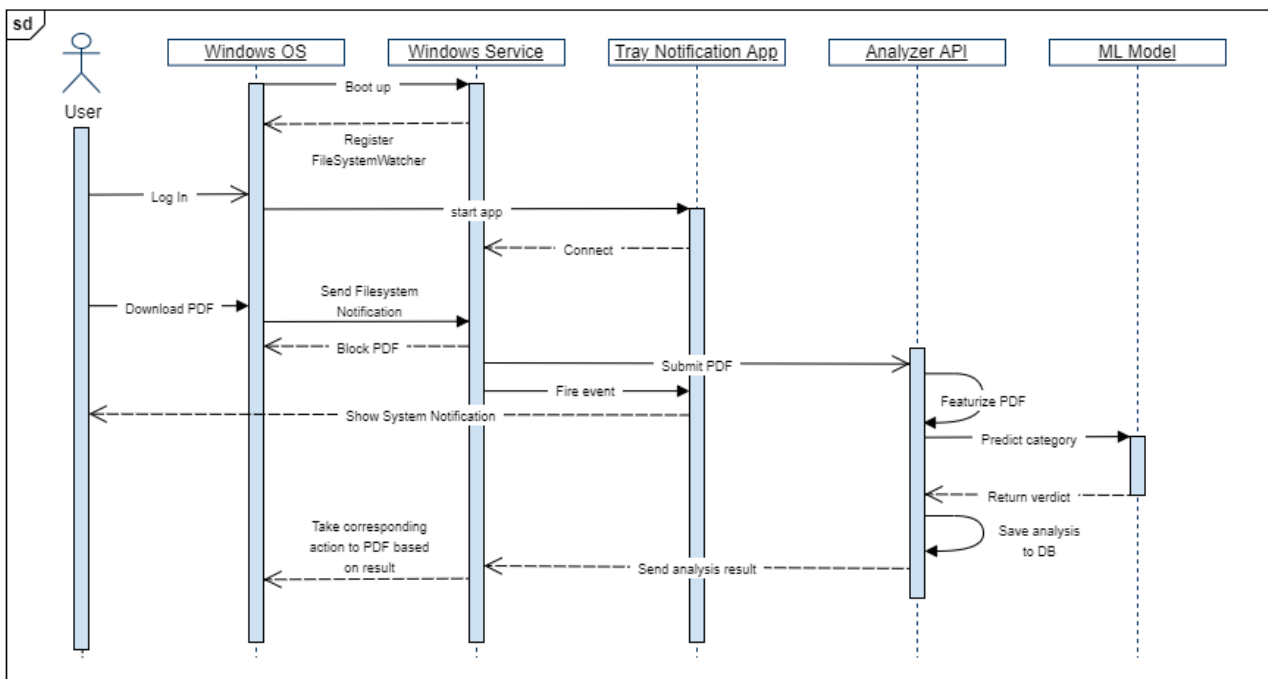 sd
Windows OS
Windows Service
Tray Notification App
Analyzer API
ML Model
User
Boot up
Register
FileSystemWatcher
Log In
start app
Connect
Send Filesystem
Notification
Download PDF
Block PDF
Submit PDF
Fire event
Featurize PDF
Show System Notification
Predict category
Return verdict
Take corresponding
action to PDF based
on result
Save analysis
to DB
Send analysis result